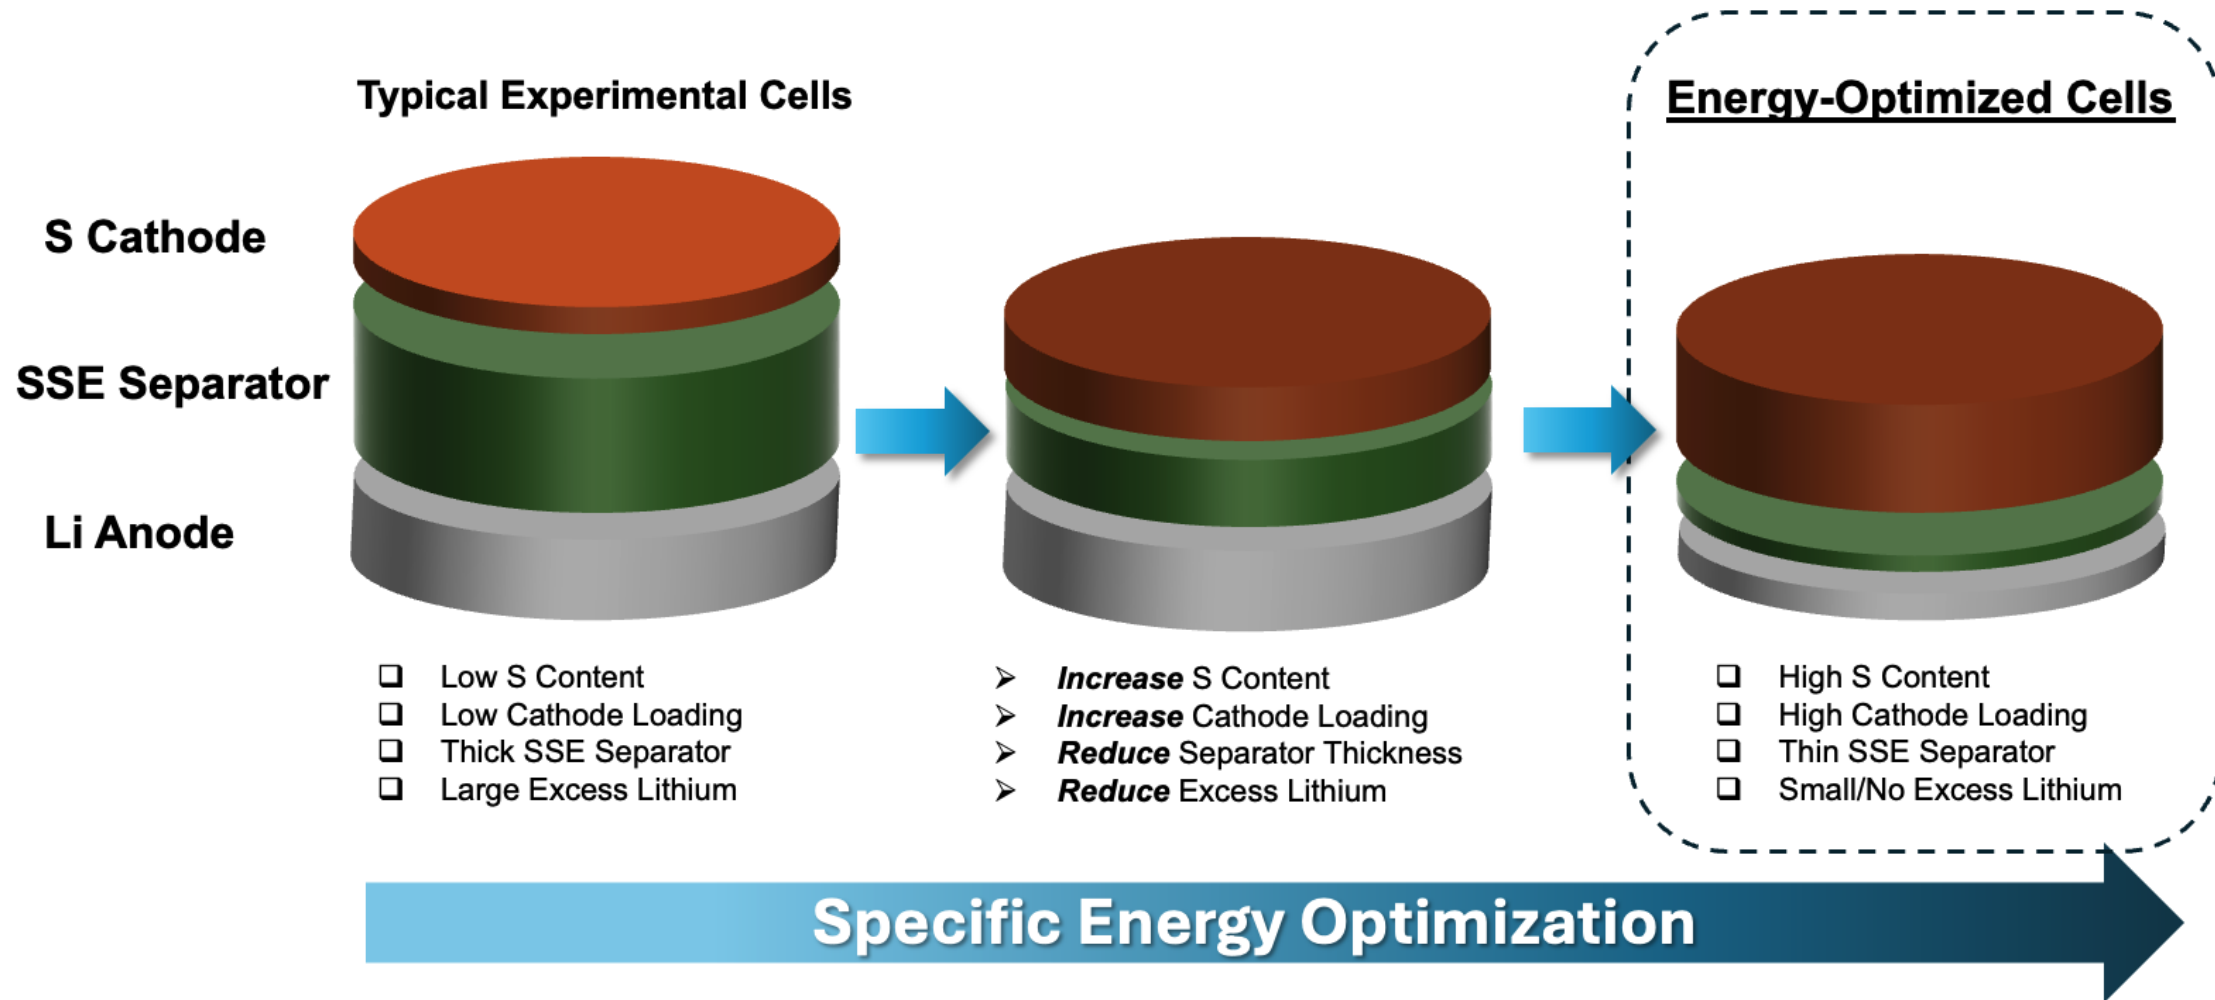 Typical Experimental Cells
Energy-Optimized Cells
S Cathode
SSE Separator
Li Anode
Low S Content
Low Cathode Loading
Thick SSE Separator
Large Excess Lithium
Increase S Content
Increase Cathode Loading
Reduce Separator Thickness
Reduce Excess Lithium
High S Content
High Cathode Loading
Thin SSE Separator
Small/No Excess Lithium
Specific Energy Optimization